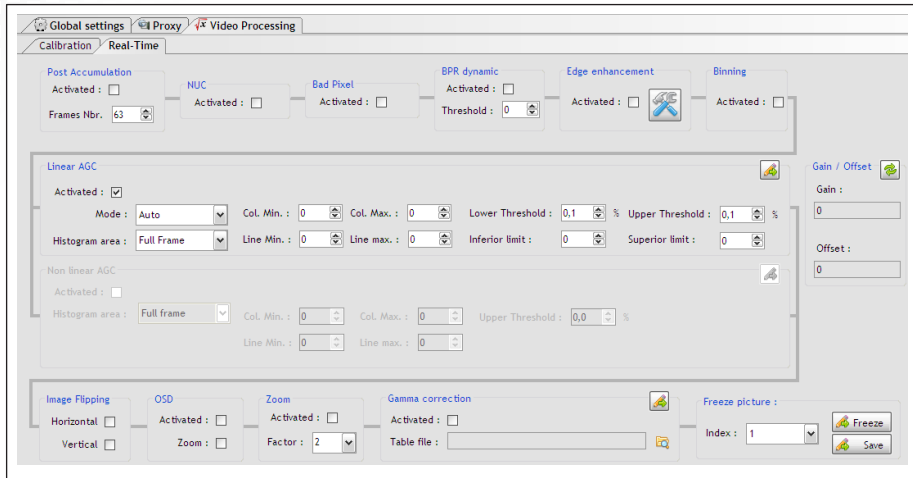 Global settings Proxy Video Processing
Calibration Real-Time
Post Accumulation
Activated :
Frames Nbr. 63
NUC
Activated :
Bad Pixel
Activated :
BPR dynamic
Activated :
Threshold : 0
Edge enhancement
Activated :
Binning
Activated :
Linear AGC
Activated :
Mode : Auto Col. Min. : 0 Col. Max. : 0 Lower Threshold : 0,1 % Upper Threshold : 0,1 %
Histogram area : Full Frame Line Min. : 0 Line max. : 0 Inferior limit : 0 Superior limit : 0
Gain / Offset
Gain :
0
Offset :
0
Non linear AGC
Activated :
Histogram area : Full frame Col. Min. : 0 Col. Max. : 0 Upper Threshold : 0,0 %
Line Min. : 0 Line max. : 0
Image Flipping
Horizontal
Vertical
OSD
Activated :
Zoom :
Zoom
Activated :
Factor : 2
Gamma correction
Activated :
Table file :
Freeze picture :
Index : 1
Freeze
Save